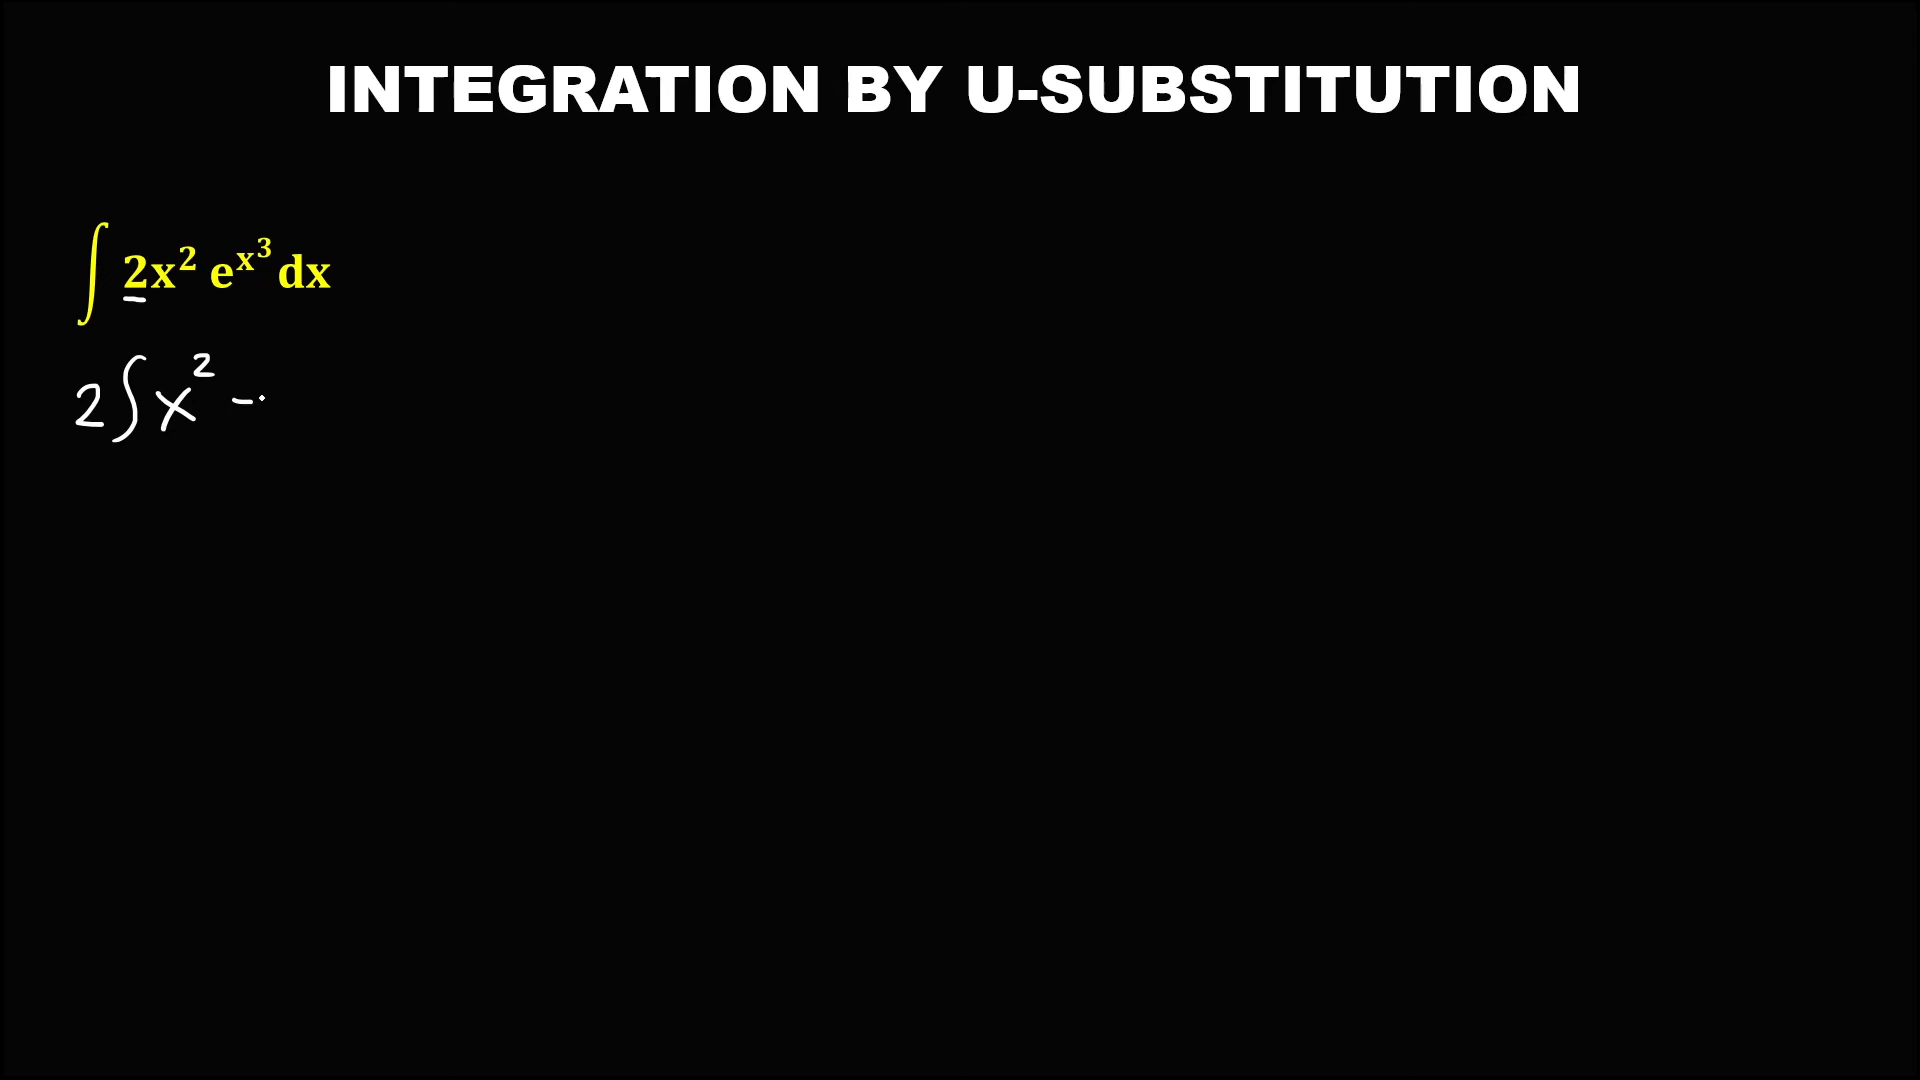 INTEGRATION BY U-SUBSTITUTION
∫ 2x² e^x³ dx
2∫x² -